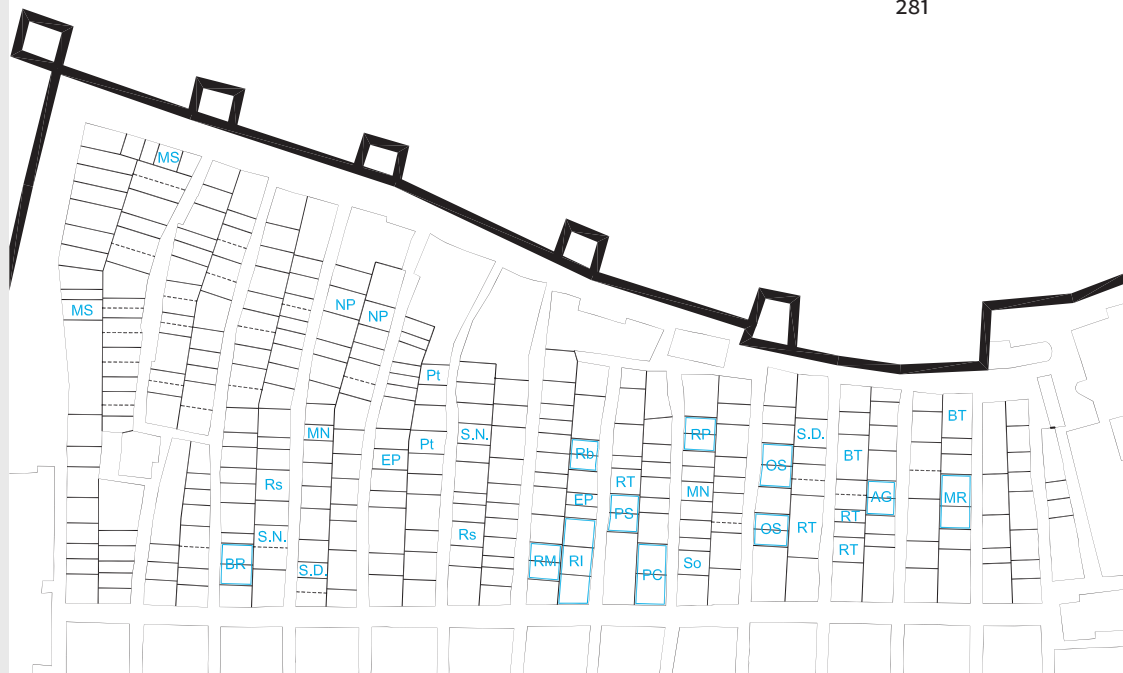 281
MS
MS
NP
NP
Pt
MN
S.N.
Pt
EP
Rs
S.N.
Rs
BR
S.D.
Rb
RP
S.D.
BT
BT
OS
RT
EP
MN
AG
MR
PS
RT
OS
RT
RT
RM
RI
PC
So